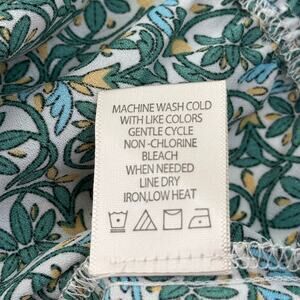 MACHINE WASH COLD
WITH LIKE COLORS
GENTLE CYCLE
NON -CHLORINE
BLEACH
WHEN NEEDED
LINE DRY
IRON,LOW HEAT